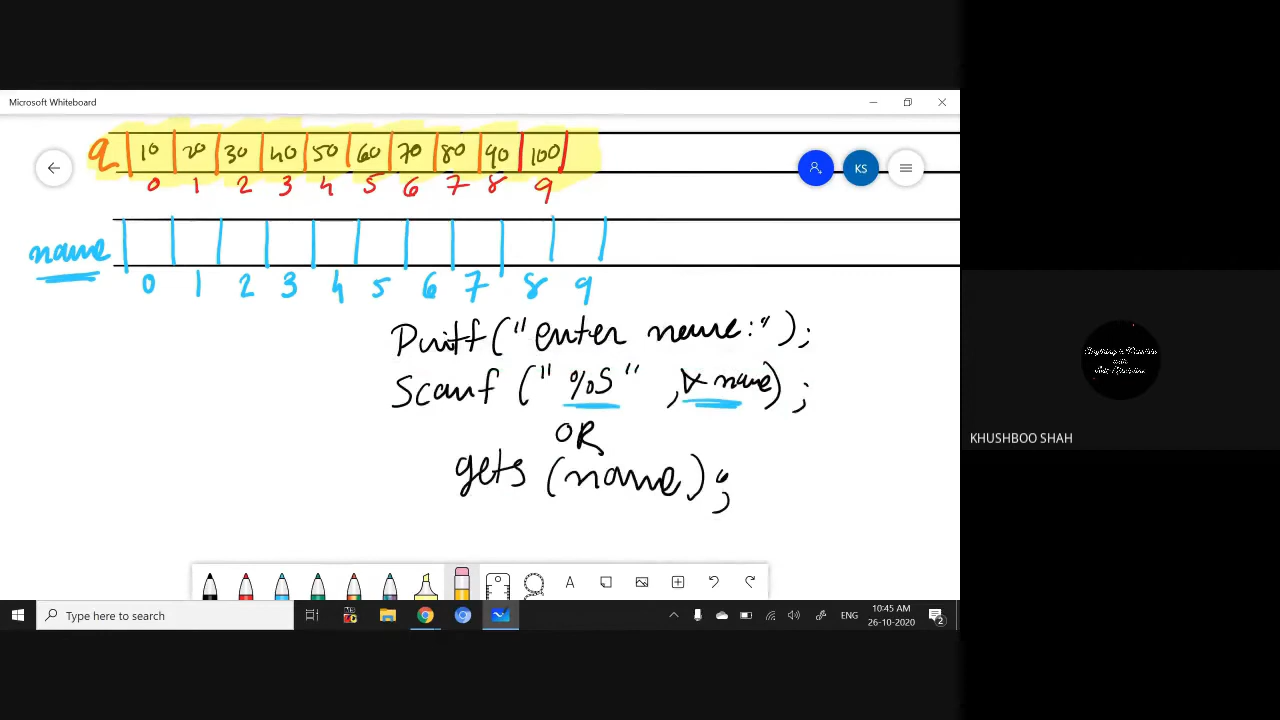 Microsoft Whiteboard
a 10 20 30 40 50 60 70 80 90 100
0 1 2 3 4 5 6 7 8 9
KS
name
0 1 2 3 4 5 6 7 8 9
Printf("enter name:");
Scanf ("%S" ,&name);
OR
gets (name);
KHUSHBOO SHAH
A
Type here to search
ENG
10:45 AM
26-10-2020
2